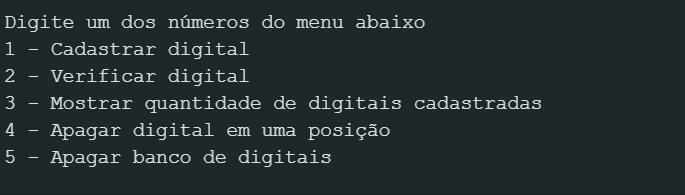 Digite um dos números do menu abaixo
1 - Cadastrar digital
2 - Verificar digital
3 - Mostrar quantidade de digitais cadastradas
4 - Apagar digital em uma posição
5 - Apagar banco de digitais